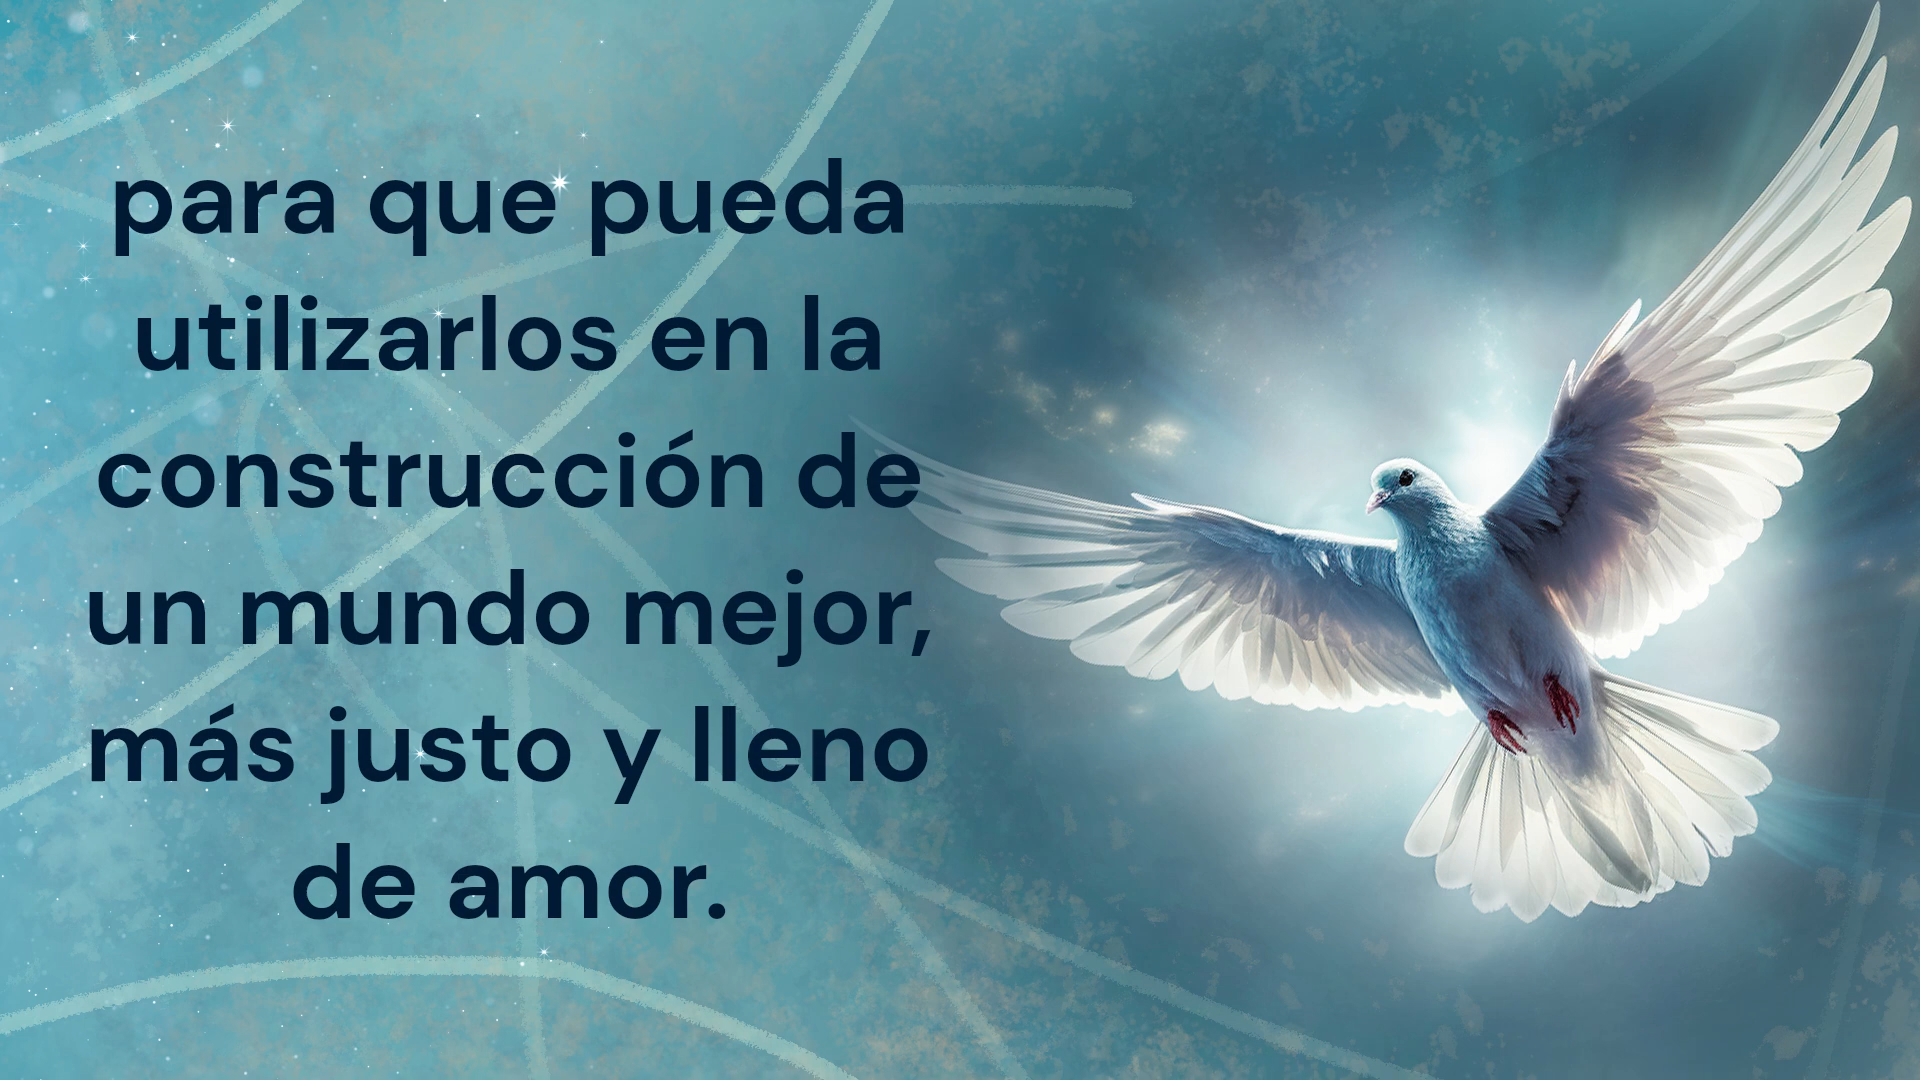 para que pueda
utilizarlos en la
construcción de
un mundo mejor,
más justo y lleno
de amor.